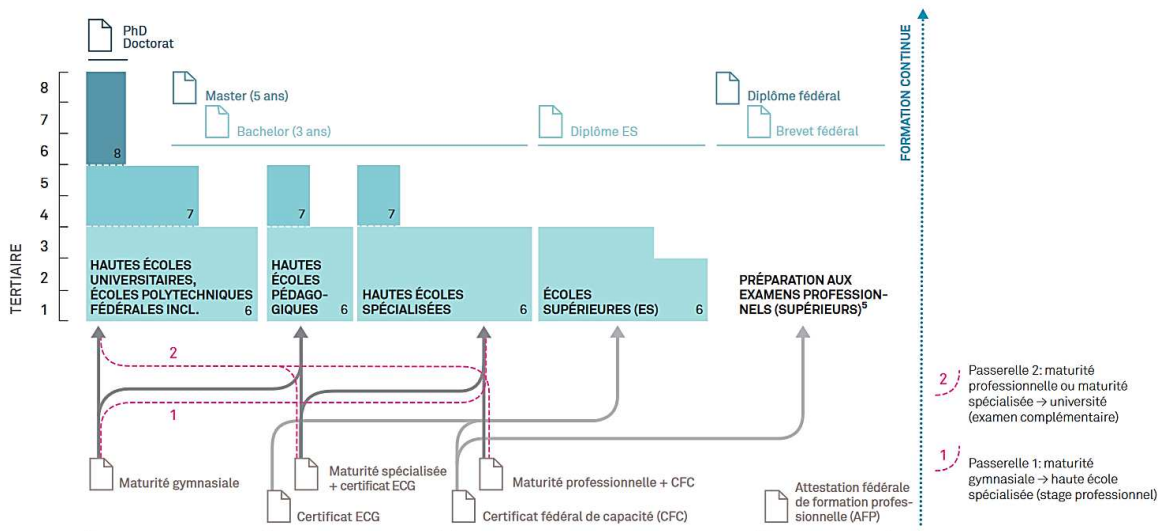 PhD
Doctorat
FORMATION CONTINUE
8
7
6
5
4
3
2
1
TERTIAIRE
Master (5 ans)
Bachelor (3 ans)
Diplôme ES
Diplôme fédéral
Brevet fédéral
8
7
7
7
HAUTES ÉCOLES
UNIVERSITAIRES,
ÉCOLES POLYTECHNIQUES
FÉDÉRALES INCL.
6
HAUTES
ÉCOLES
PÉDAGO-
GIQUES
6
HAUTES ÉCOLES
SPÉCIALISÉES
6
ÉCOLES
SUPÉRIEURES (ES)
6
PRÉPARATION AUX
EXAMENS PROFESSION-
NELS (SUPÉRIEURS)⁵
2
1
2
Passerelle 2: maturité
professionnelle ou maturité
spécialisée → université
(examen complémentaire)
1
Passerelle 1: maturité
gymnasiale → haute école
spécialisée (stage professionel)
Maturité gymnasiale
Maturité spécialisée
+ certificat ECG
Maturité professionnelle + CFC
Certificat ECG
Certificat fédéral de capacité (CFC)
Attestation fédérale
de formation profes-
sionnelle (AFP)